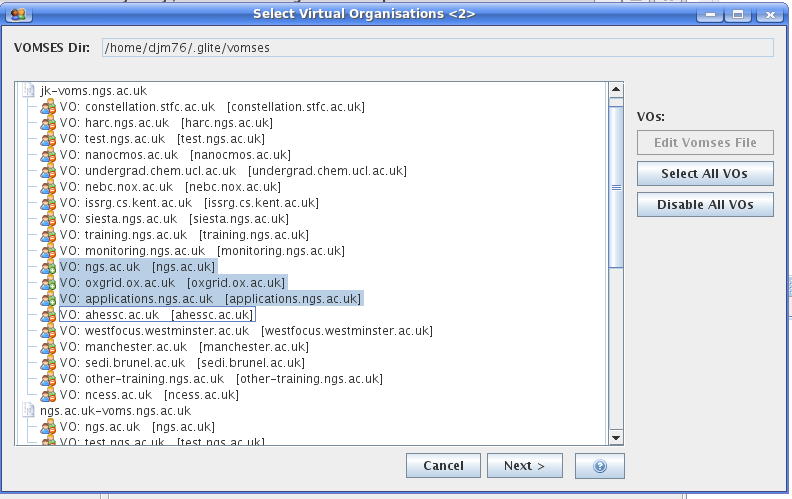 Select Virtual Organisations <2>
VOMSES Dir: /home/djm76/.glite/vomses
jk-voms.ngs.ac.uk
VO: constellation.stfc.ac.uk [constellation.stfc.ac.uk]
VO: harc.ngs.ac.uk [harc.ngs.ac.uk]
VO: test.ngs.ac.uk [test.ngs.ac.uk]
VO: nanocmos.ac.uk [nanocmos.ac.uk]
VO: undergrad.chem.ucl.ac.uk [undergrad.chem.ucl.ac.uk]
VO: nebc.nox.ac.uk [nebc.nox.ac.uk]
VO: issrg.cs.kent.ac.uk [issrg.cs.kent.ac.uk]
VO: siesta.ngs.ac.uk [siesta.ngs.ac.uk]
VO: training.ngs.ac.uk [training.ngs.ac.uk]
VO: monitoring.ngs.ac.uk [monitoring.ngs.ac.uk]
VO: ngs.ac.uk [ngs.ac.uk]
VO: oxgrid.ox.ac.uk [oxgrid.ox.ac.uk]
VO: applications.ngs.ac.uk [applications.ngs.ac.uk]
VO: ahessc.ac.uk [ahessc.ac.uk]
VO: westfocus.westminster.ac.uk [westfocus.westminster.ac.uk]
VO: manchester.ac.uk [manchester.ac.uk]
VO: sedi.brunel.ac.uk [sedi.brunel.ac.uk]
VO: other-training.ngs.ac.uk [other-training.ngs.ac.uk]
VO: ncess.ac.uk [ncess.ac.uk]
ngs.ac.uk-voms.ngs.ac.uk
VO: ngs.ac.uk [ngs.ac.uk]
VO: test.ngs.ac.uk [test.ngs.ac.uk]
VOs:
Edit Vomses File
Select All VOs
Disable All VOs
Cancel
Next >